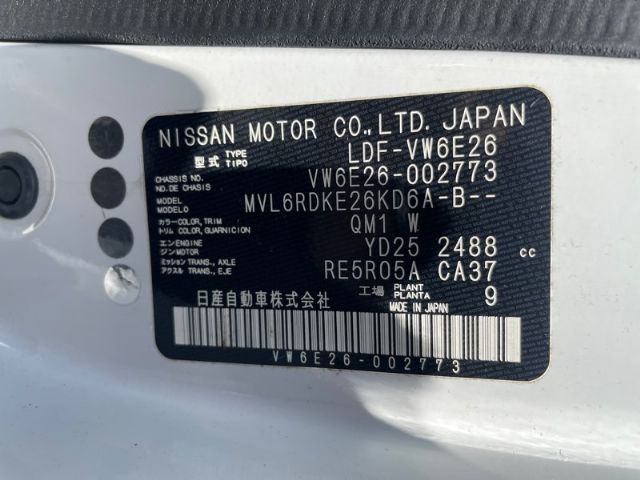 NISSAN MOTOR CO.,LTD. JAPAN
型式 TYPE TIPO LDF-VW6E26
CHASSIS NO. NO. DE CHASSIS VW6E26-002773
MODEL MODELO MVL6RDKE26KD6A-B--
カラー COLOR, TRIM トリム COLOR, GUARNICION QM1 W
エンジン ENGINE MOTOR YD25 2488 cc
ミッション TRANS., AXLE アクスル TRANS., EJE RE5R05A CA37
工場 PLANT PLANTA 9
日産自動車株式会社 MADE IN JAPAN
VW6E26-002773